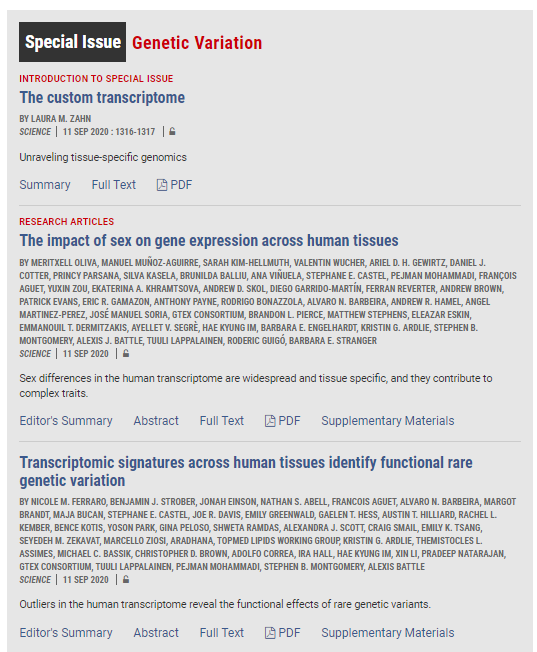 Special Issue Genetic Variation
INTRODUCTION TO SPECIAL ISSUE
The custom transcriptome
BY LAURA M. ZAHN
SCIENCE | 11 SEP 2020 : 1316-1317 |
Unraveling tissue-specific genomics
Summary Full Text PDF
RESEARCH ARTICLES
The impact of sex on gene expression across human tissues
BY MERITXELL OLIVA, MANUEL MUÑOZ-AGUIRRE, SARAH KIM-HELLMUTH, VALENTIN WUCHER, ARIEL D. H. GEWIRTZ, DANIEL J.
COTTER, PRINCY PARSANA, SILVA KASELA, BRUNILDA BALLIU, ANA VIÑUELA, STEPHANE E. CASTEL, PEJMAN MOHAMMADI, FRANÇOIS
AGUET, YUXIN ZOU, EKATERINA A. KHRAMTSOVA, ANDREW D. SKOL, DIEGO GARRIDO-MARTÍN, FERRAN REVERTER, ANDREW BROWN,
PATRICK EVANS, ERIC R. GAMAZON, ANTHONY PAYNE, RODRIGO BONAZZOLA, ALVARO N. BARBEIRA, ANDREW R. HAMEL, ANGEL
MARTINEZ-PEREZ, JOSÉ MANUEL SORIA, GTEX CONSORTIUM, BRANDON L. PIERCE, MATTHEW STEPHENS, ELEAZAR ESKIN,
EMMANOUIL T. DERMITZAKIS, AYELLET V. SEGRÈ, HAE KYUNG IM, BARBARA E. ENGELHARDT, KRISTIN G. ARDLIE, STEPHEN B.
MONTGOMERY, ALEXIS J. BATTLE, TUULI LAPPALAINEN, RODERIC GUIGÓ, BARBARA E. STRANGER
SCIENCE | 11 SEP 2020 |
Sex differences in the human transcriptome are widespread and tissue specific, and they contribute to
complex traits.
Editor's Summary Abstract Full Text PDF Supplementary Materials
Transcriptomic signatures across human tissues identify functional rare
genetic variation
BY NICOLE M. FERRARO, BENJAMIN J. STROBER, JONAH EINSON, NATHAN S. ABELL, FRANCOIS AGUET, ALVARO N. BARBEIRA, MARGOT
BRANDT, MAJA BUCAN, STEPHANE E. CASTEL, JOE R. DAVIS, EMILY GREENWALD, GAELEN T. HESS, AUSTIN T. HILLIARD, RACHEL L.
KEMBER, BENCE KOTIS, YOSON PARK, GINA PELOSO, SHWETA RAMDAS, ALEXANDRA J. SCOTT, CRAIG SMAIL, EMILY K. TSANG,
SEYEDEH M. ZEKAVAT, MARCELLO ZIOSI, ARADHANA, TOPMED LIPIDS WORKING GROUP, KRISTIN G. ARDLIE, THEMISTOCLES L.
ASSIMES, MICHAEL C. BASSIK, CHRISTOPHER D. BROWN, ADOLFO CORREA, IRA HALL, HAE KYUNG IM, XIN LI, PRADEEP NATARAJAN,
GTEX CONSORTIUM, TUULI LAPPALAINEN, PEJMAN MOHAMMADI, STEPHEN B. MONTGOMERY, ALEXIS BATTLE
SCIENCE | 11 SEP 2020 |
Outliers in the human transcriptome reveal the functional effects of rare genetic variants.
Editor's Summary Abstract Full Text PDF Supplementary Materials